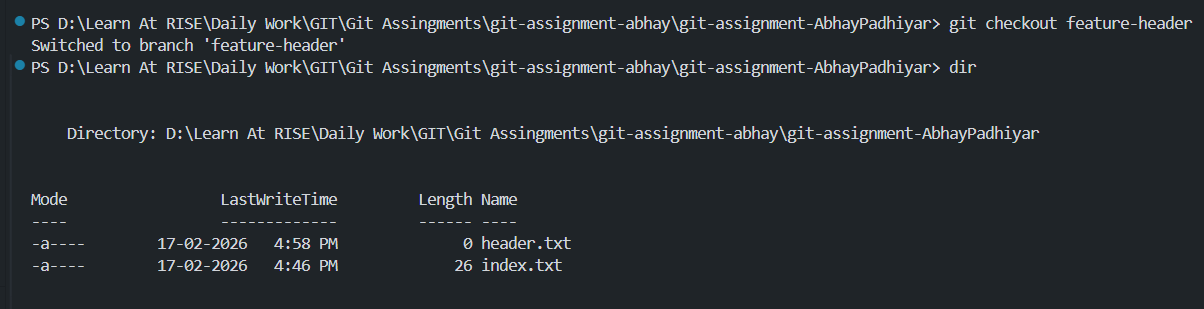 PS D:\Learn At RISE\Daily Work\GIT\Git Assingments\git-assignment-abhay\git-assignment-AbhayPadhiyar> git checkout feature-header
Switched to branch 'feature-header'
PS D:\Learn At RISE\Daily Work\GIT\Git Assingments\git-assignment-abhay\git-assignment-AbhayPadhiyar> dir
Directory: D:\Learn At RISE\Daily Work\GIT\Git Assingments\git-assignment-abhay\git-assignment-AbhayPadhiyar
Mode                 LastWriteTime         Length Name
----                 -------------         ------ ----
-a----        17-02-2026   4:58 PM              0 header.txt
-a----        17-02-2026   4:46 PM             26 index.txt